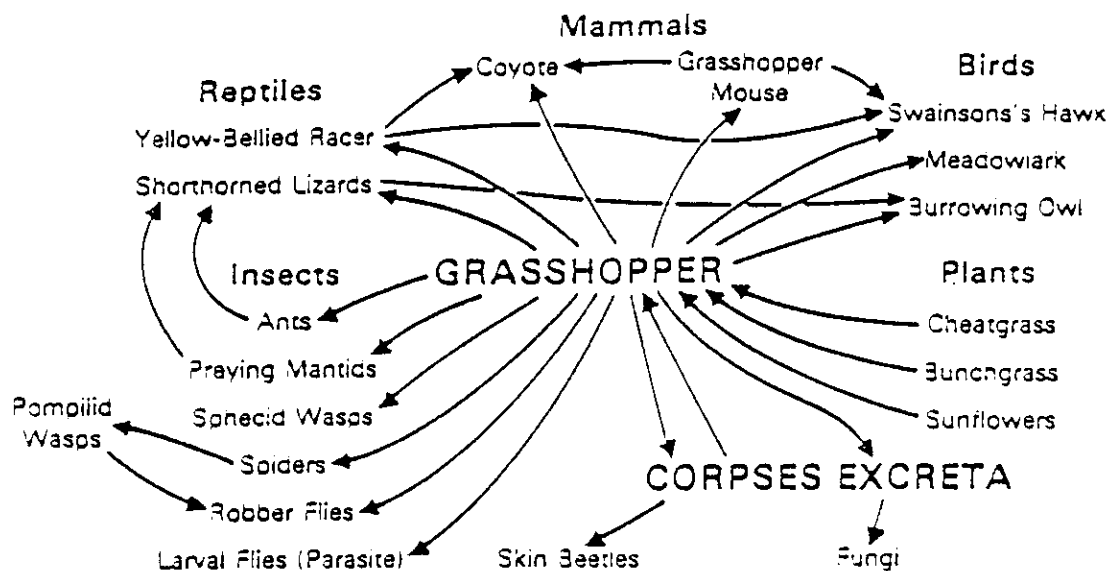 Mammals
Coyote
Grasshopper
Mouse
Birds
Reptiles
Swainsons's Hawx
Yellow-Bellied Racer
Meadowlark
Shorthorned Lizards
Burrowing Owl
Insects
GRASSHOPPER
Plants
Ants
Cheatgrass
Praying Mantids
Bunchgrass
Pompilid
Wasps
Sphecid Wasps
Sunflowers
Spiders
CORPSES EXCRETA
Robber Flies
Larval Flies (Parasite)
Skin Beetles
Fungi